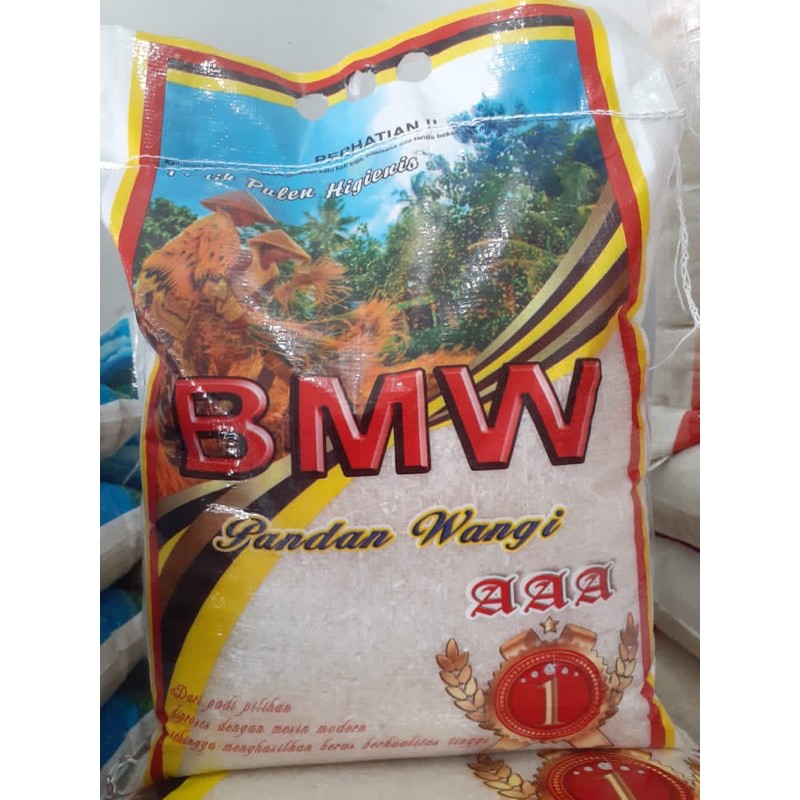 PERHATIAN !!
Pulen Higienis
BMW
Pandan Wangi
AAA
1
Dari padi pilihan
diproses dengan mesin modern
sehingga menghasilkan beras berkualitas tinggi
1